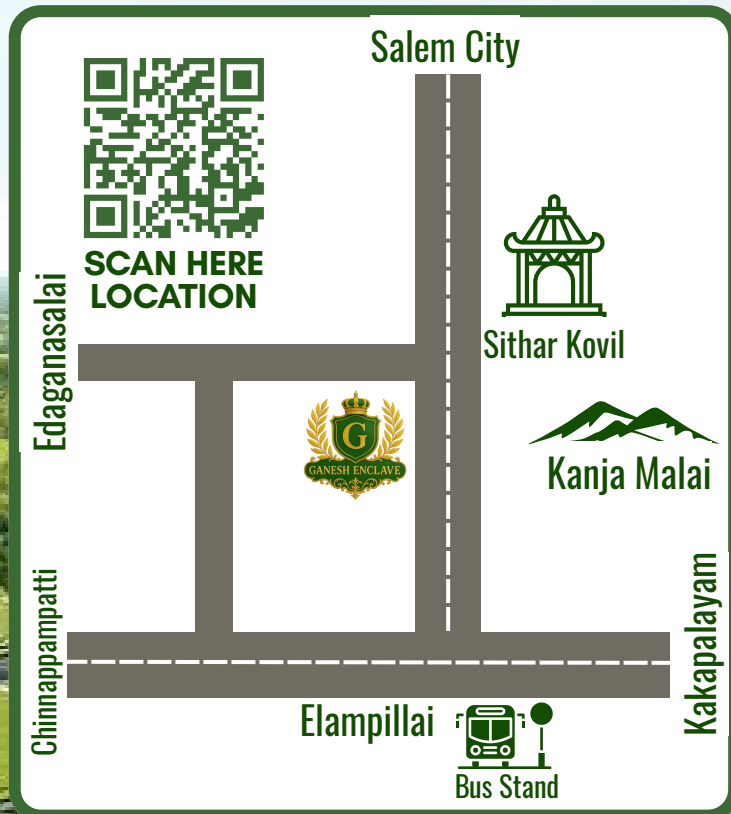 Salem City
SCAN HERE
LOCATION
Edaganasalai
Sithar Kovil
G
GANESH ENCLAVE
Kanja Malai
Chinnappampatti
Kakapalayam
Elampillai
Bus Stand